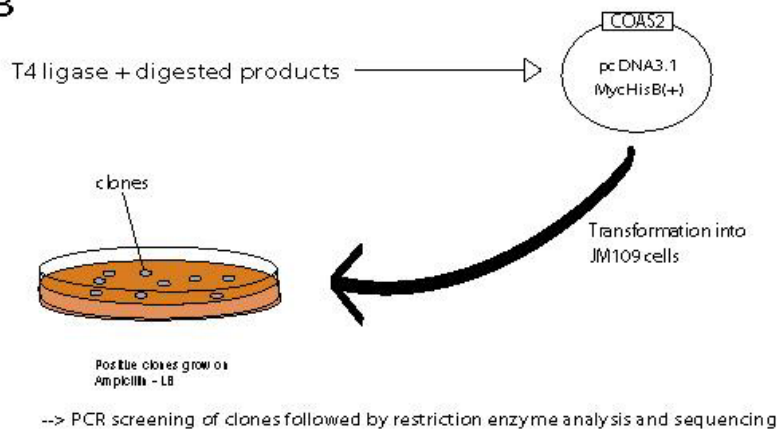 B
COAS2
T4 ligase + digested products
pcDNA3.1
MycHisB(+)
clones
Transformation into
JM109 cells
Positive clones grow on
Ampicillin - LB
--> PCR screening of clones followed by restriction enzyme analysis and sequencing